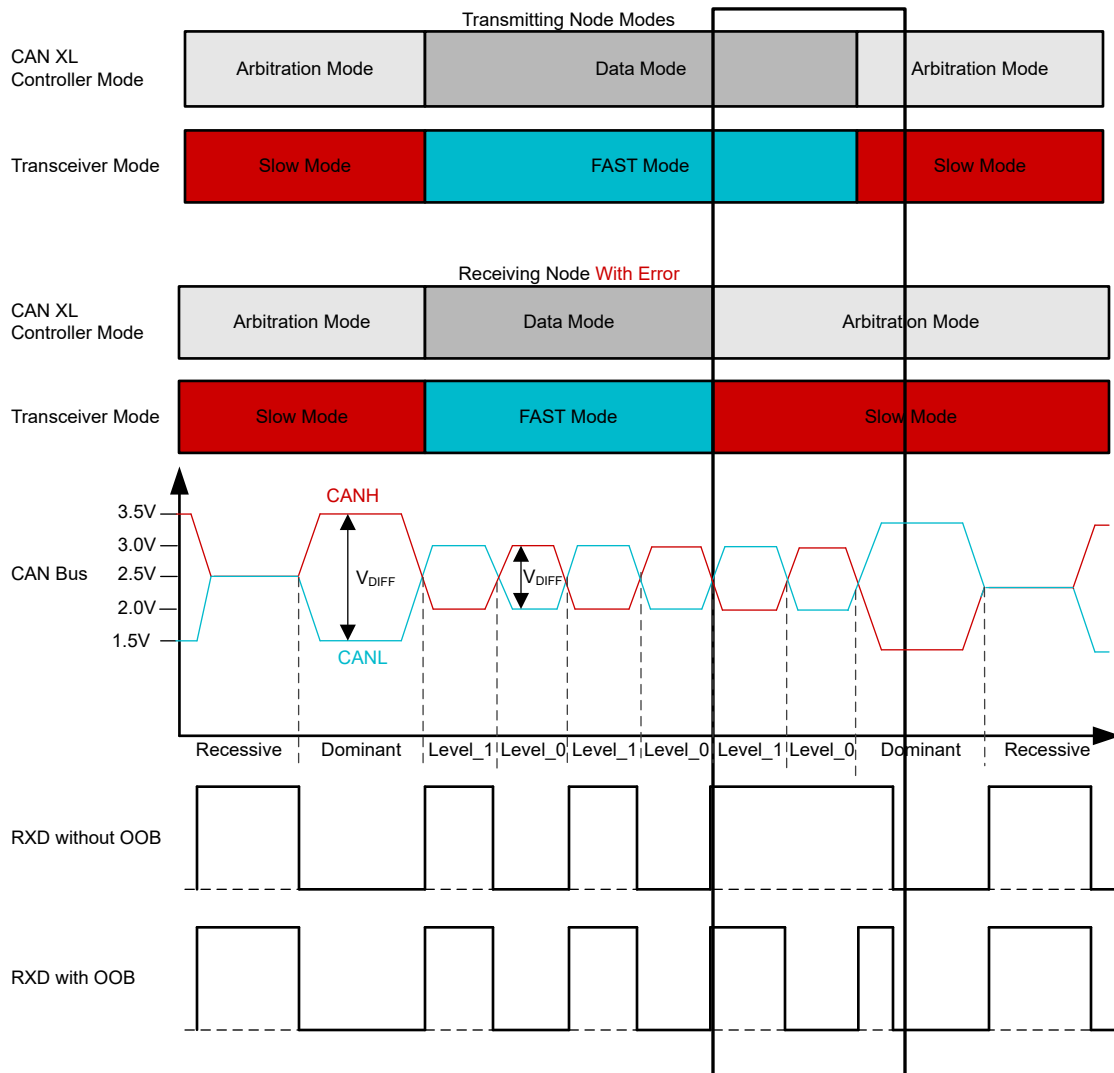 Transmitting Node Modes
CAN XL
Controller Mode
Arbitration Mode
Data Mode
Arbitration Mode
Transceiver Mode
Slow Mode
FAST Mode
Slow Mode
Receiving Node With Error
CAN XL
Controller Mode
Arbitration Mode
Data Mode
Arbitration Mode
Transceiver Mode
Slow Mode
FAST Mode
Slow Mode
CAN Bus
3.5V
3.0V
2.5V
2.0V
1.5V
CANH
VDIFF
VDIFF
CANL
Recessive
Dominant
Level_1
Level_0
Level_1
Level_0
Level_1
Level_0
Dominant
Recessive
RXD without OOB
RXD with OOB